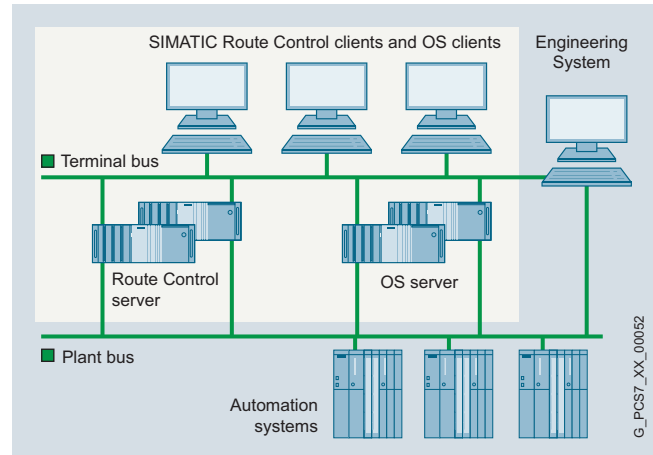 SIMATIC Route Control clients and OS clients
Engineering
System
Terminal bus
Route Control
server
OS server
Plant bus
Automation
systems
G_PCS7_XX_00052